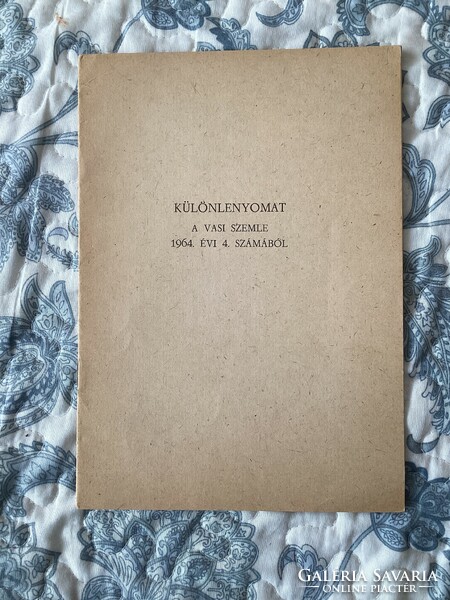 KÜLÖNLENYOMAT
A VASI SZEMLE
1964. ÉVI 4. SZÁMÁBÓL
GALERIA SAVARIA
ONLINE PIACTÉR